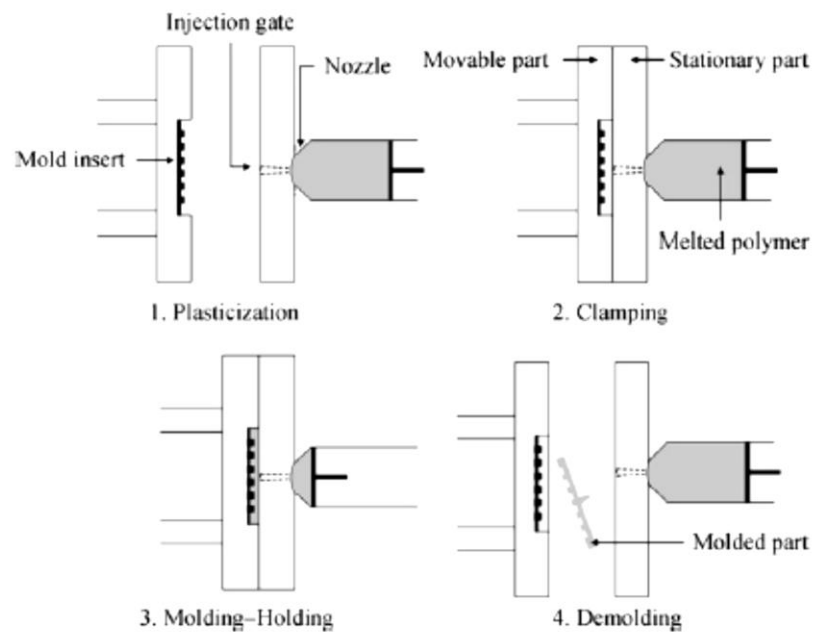 Injection gate
Nozzle
Mold insert
1. Plasticization
Movable part
Stationary part
Melted polymer
2. Clamping
3. Molding–Holding
Molded part
4. Demolding